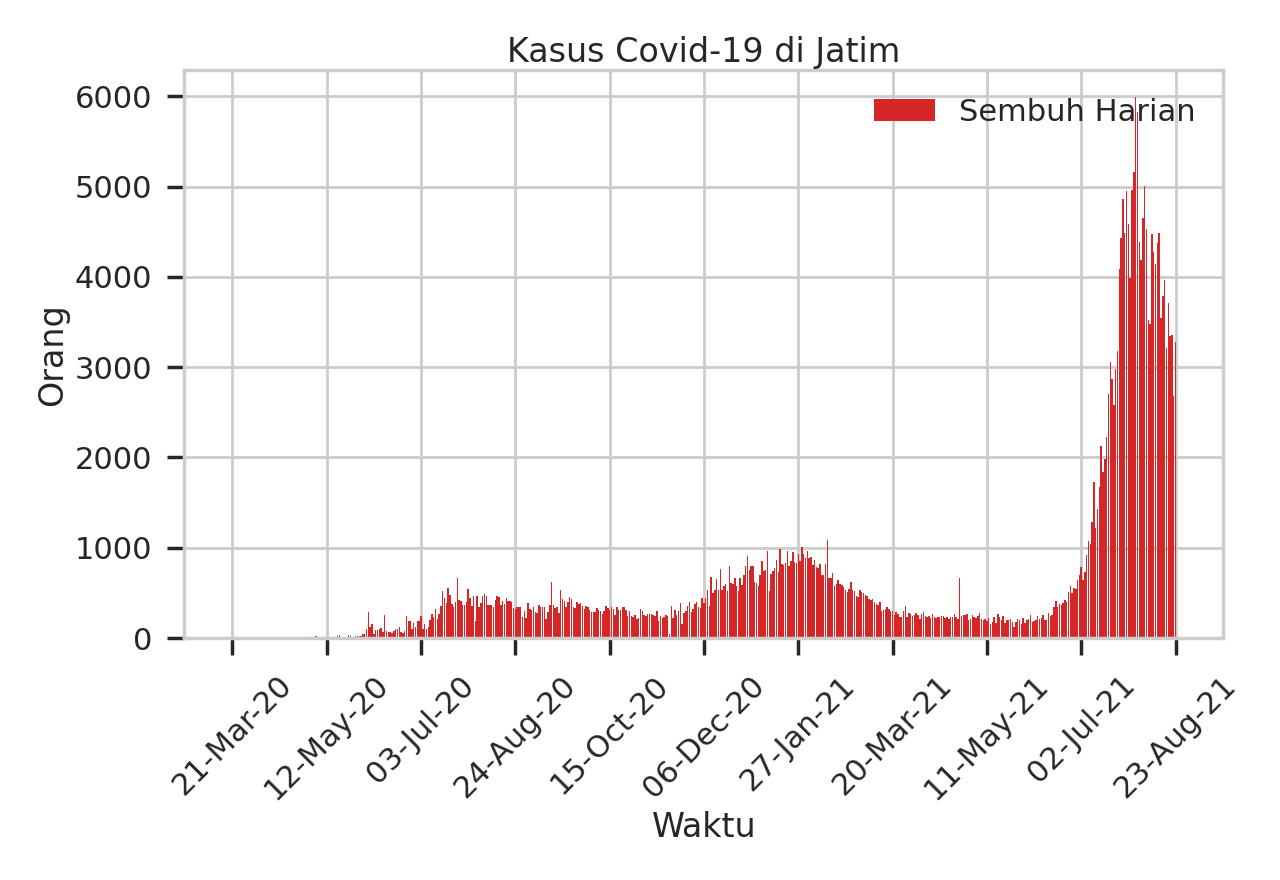 Kasus Covid-19 di Jatim
Sembuh Harian
6000
5000
4000
3000
2000
1000
0
Orang
21-Mar-20
12-May-20
03-Jul-20
24-Aug-20
15-Oct-20
06-Dec-20
27-Jan-21
20-Mar-21
11-May-21
02-Jul-21
23-Aug-21
Waktu